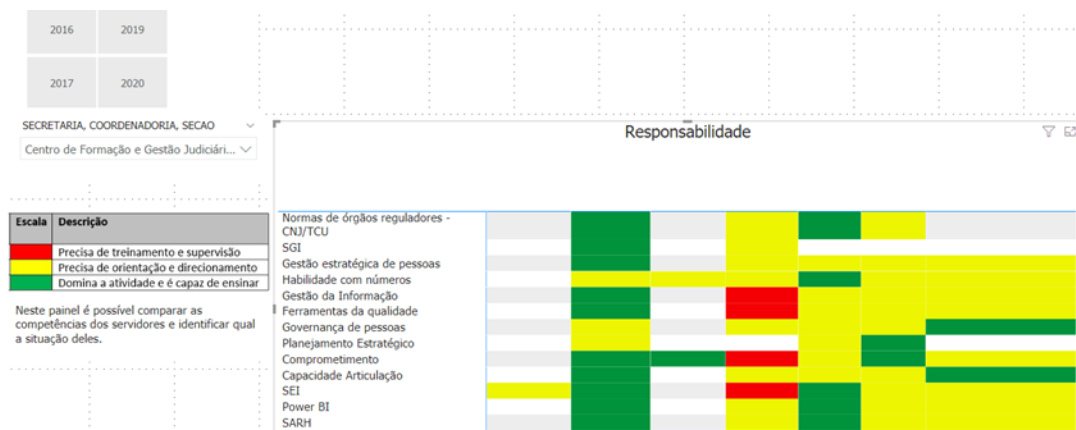 2016 2019
2017 2020
SECRETARIA, COORDENADORIA, SECAO
Centro de Formação e Gestão Judiciári...
Escala Descrição
Precisa de treinamento e supervisão
Precisa de orientação e direcionamento
Domina a atividade e é capaz de ensinar
Neste painel é possível comparar as
competências dos servidores e identificar qual
a situação deles.
Responsabilidade
Normas de órgãos reguladores -
CNJ/TCU
SGI
Gestão estratégica de pessoas
Habilidade com números
Gestão da Informação
Ferramentas da qualidade
Governança de pessoas
Planejamento Estratégico
Comprometimento
Capacidade Articulação
SEI
Power BI
SARH